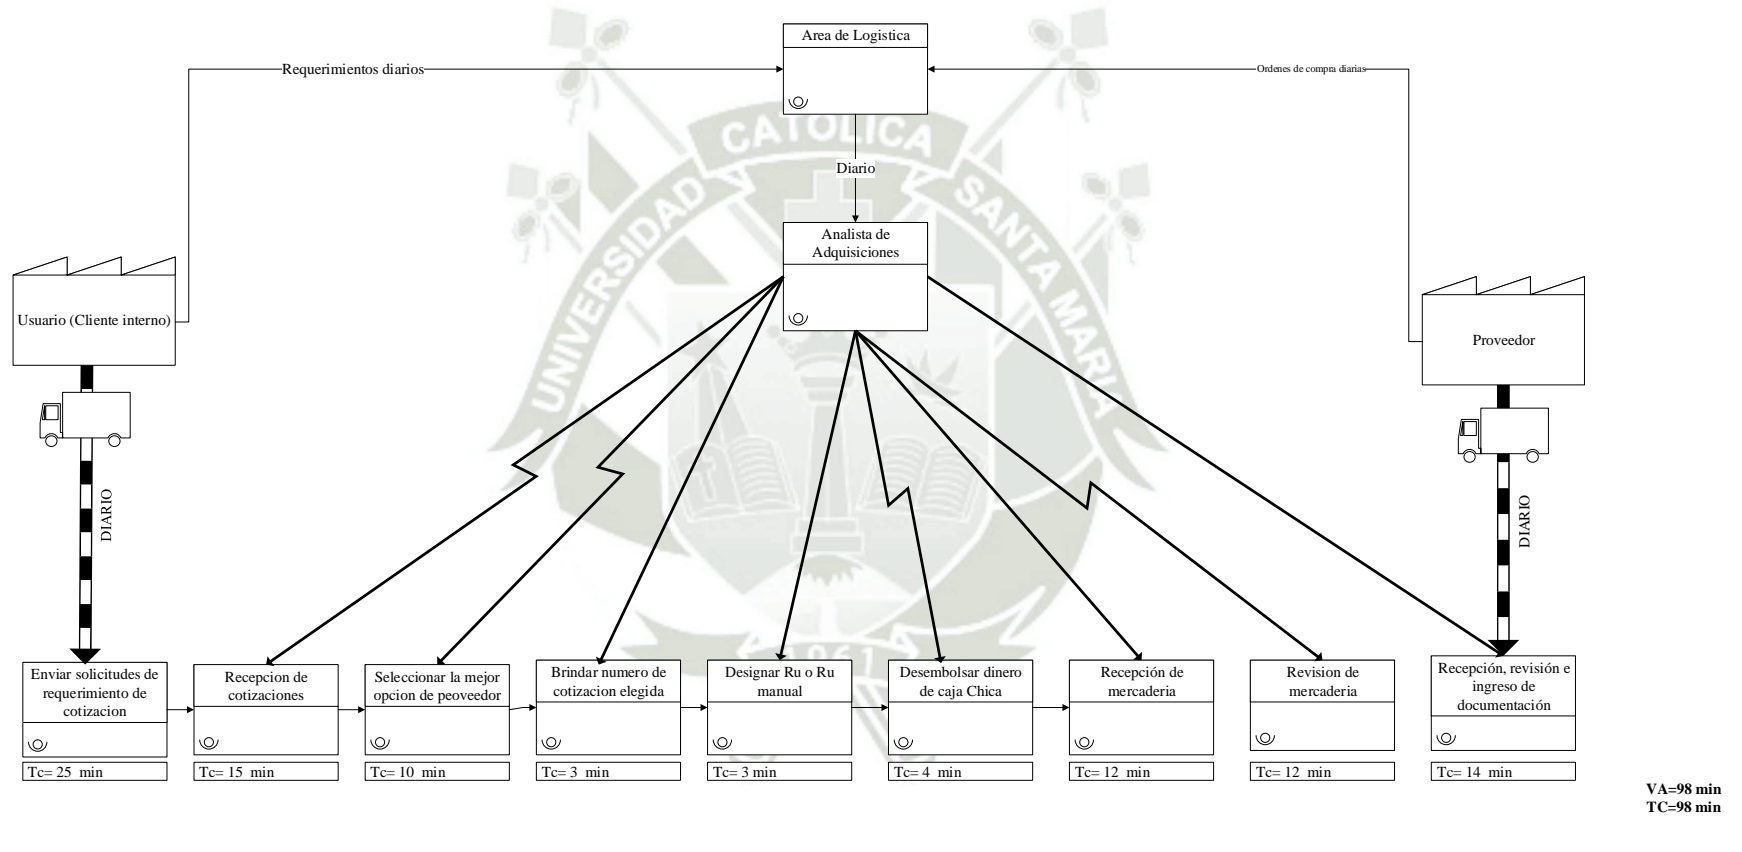 Area de Logistica
Requerimientos diarios
Ordenes de compra diarias
Diario
Analista de
Adquisiciones
Usuario (Cliente interno)
Proveedor
DIARIO
DIARIO
Enviar solicitudes de
requerimiento de
cotizacion
Tc= 25 min
Recepcion de
cotizaciones
Tc= 15 min
Seleccionar la mejor
opcion de peoveedor
Tc= 10 min
Brindar numero de
cotizacion elegida
Tc= 3 min
Designar Ru o Ru
manual
Tc= 3 min
Desembolsar dinero
de caja Chica
Tc= 4 min
Recepción de
mercaderia
Tc= 12 min
Revision de
mercaderia
Tc= 12 min
Recepción, revisión e
ingreso de
documentación
Tc= 14 min
VA=98 min
TC=98 min
UNIVERSIDAD
CATOLICA
SANTA MARIA
1961